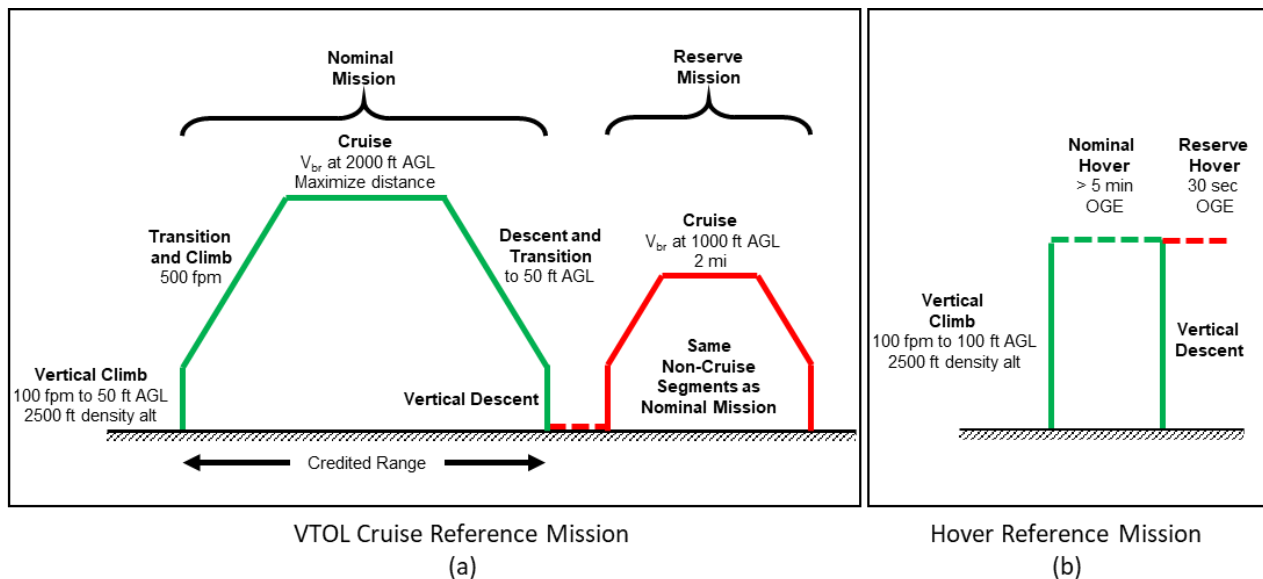 Nominal
Mission
Reserve
Mission
Cruise
V_br at 2000 ft AGL
Maximize distance
Transition
and Climb
500 fpm
Descent and
Transition
to 50 ft AGL
Cruise
V_br at 1000 ft AGL
2 mi
Vertical Climb
100 fpm to 50 ft AGL
2500 ft density alt
Vertical Descent
Same
Non-Cruise
Segments as
Nominal Mission
Credited Range
VTOL Cruise Reference Mission
(a)
Nominal
Hover
> 5 min
OGE
Reserve
Hover
30 sec
OGE
Vertical
Climb
100 fpm to 100 ft AGL
2500 ft density alt
Vertical
Descent
Hover Reference Mission
(b)